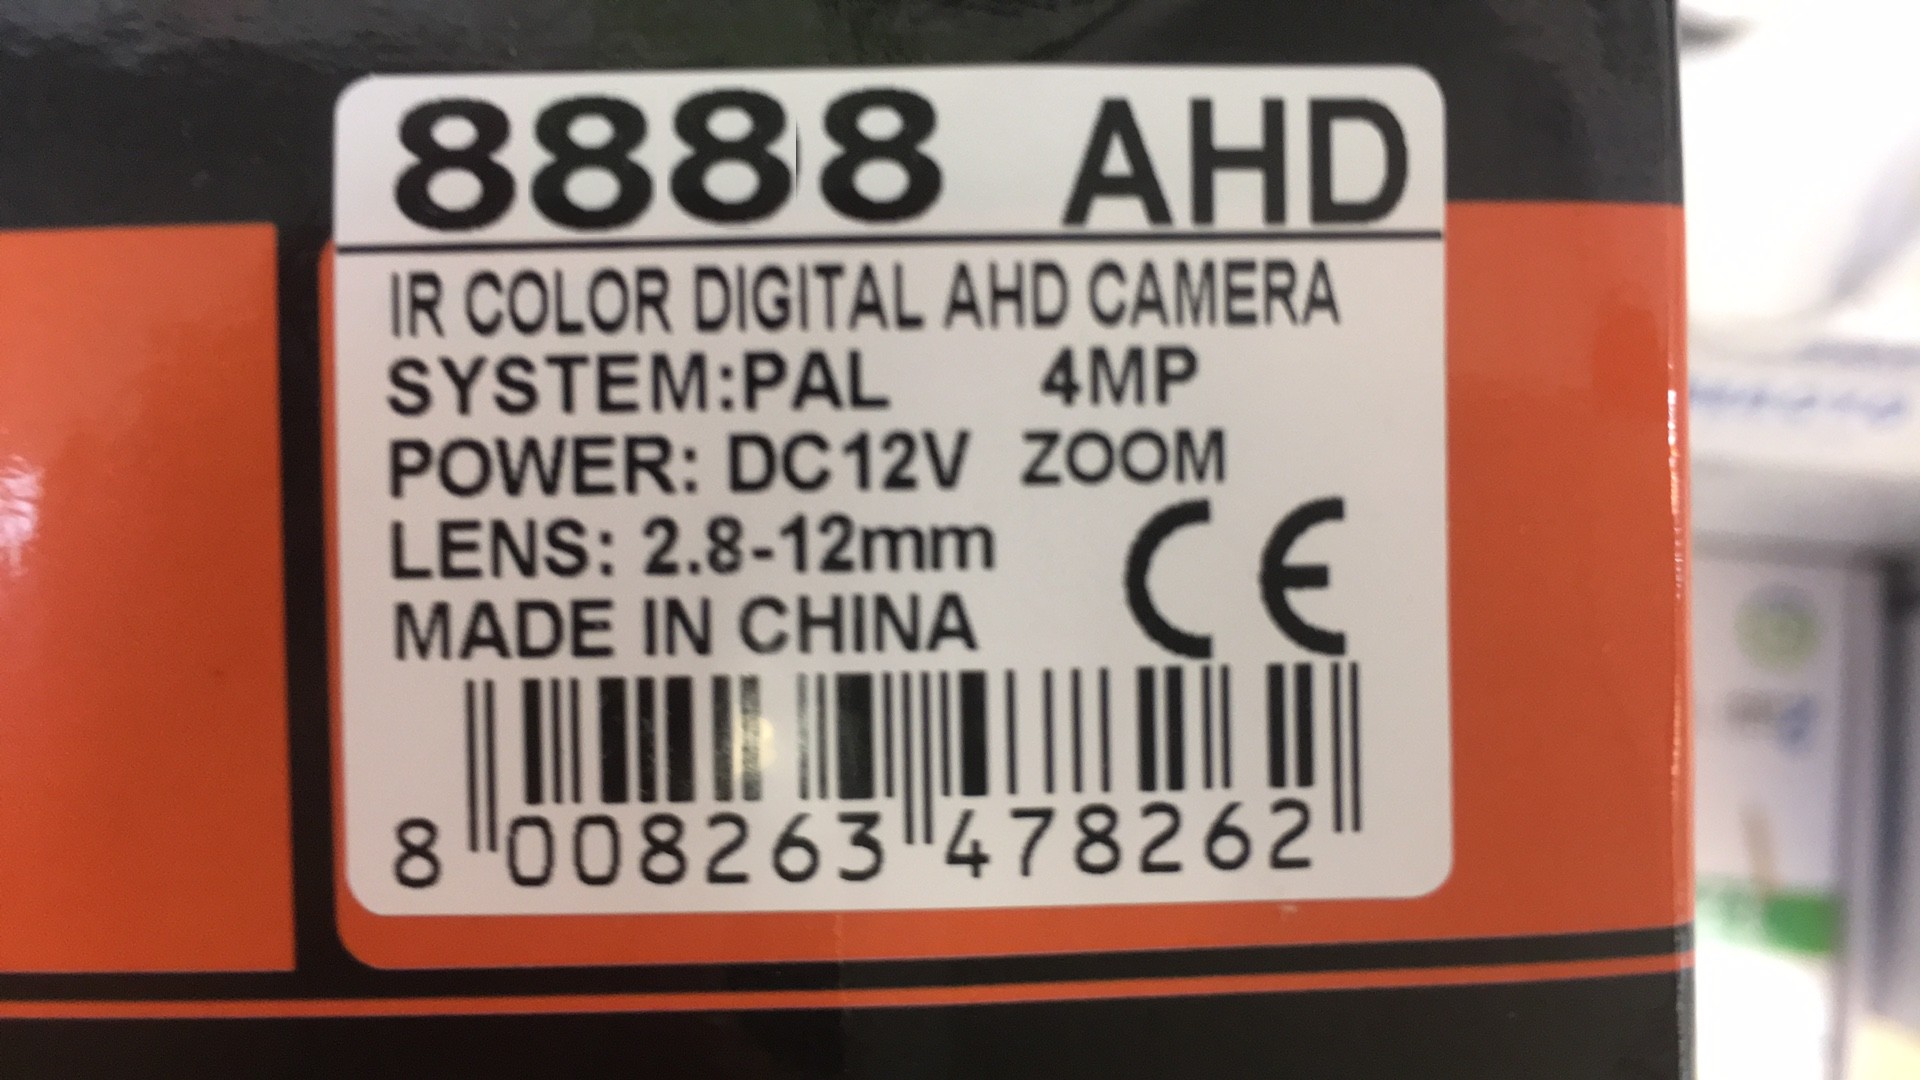 8888 AHD
IR COLOR DIGITAL AHD CAMERA
SYSTEM:PAL 4MP
POWER: DC12V ZOOM
LENS: 2.8-12mm
CE
MADE IN CHINA
8 008263 478262